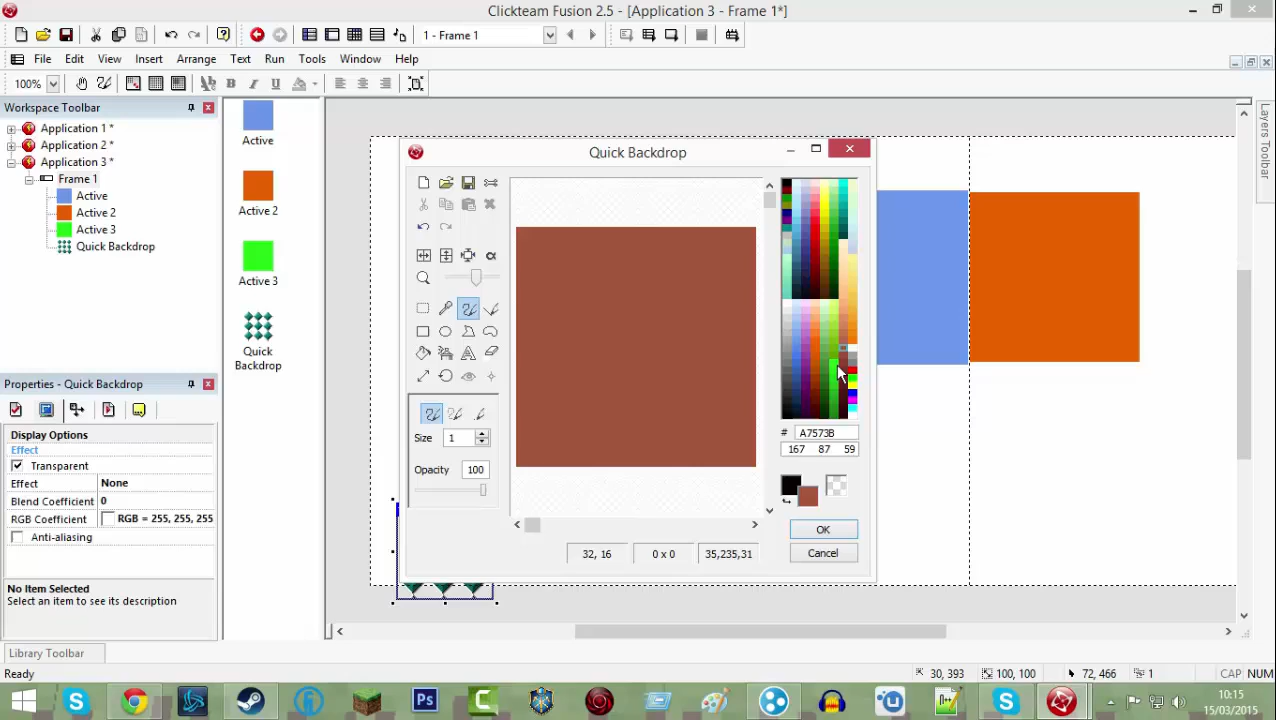 Clickteam Fusion 2.5 - [Application 3 - Frame 1*]
1 - Frame 1
File Edit View Insert Arrange Text Run Tools Window Help
100%
Workspace Toolbar
Application 1 *
Application 2 *
Application 3 *
Frame 1
Active
Active 2
Active 3
Quick Backdrop
Active
Active 2
Active 3
Quick
Backdrop
Layers Toolbar
Quick Backdrop
Size 1
Opacity 100
# A7573B
167 87 59
OK
Cancel
32, 16
0 x 0
35,235,31
Properties - Quick Backdrop
Display Options
Effect
Transparent
Effect None
Blend Coefficient 0
RGB Coefficient RGB = 255, 255, 255
Anti-aliasing
No Item Selected
Select an item to see its description
Library Toolbar
Ready
30, 393
100, 100
72, 466
1
CAP NUM
Ps
10:15
15/03/2015